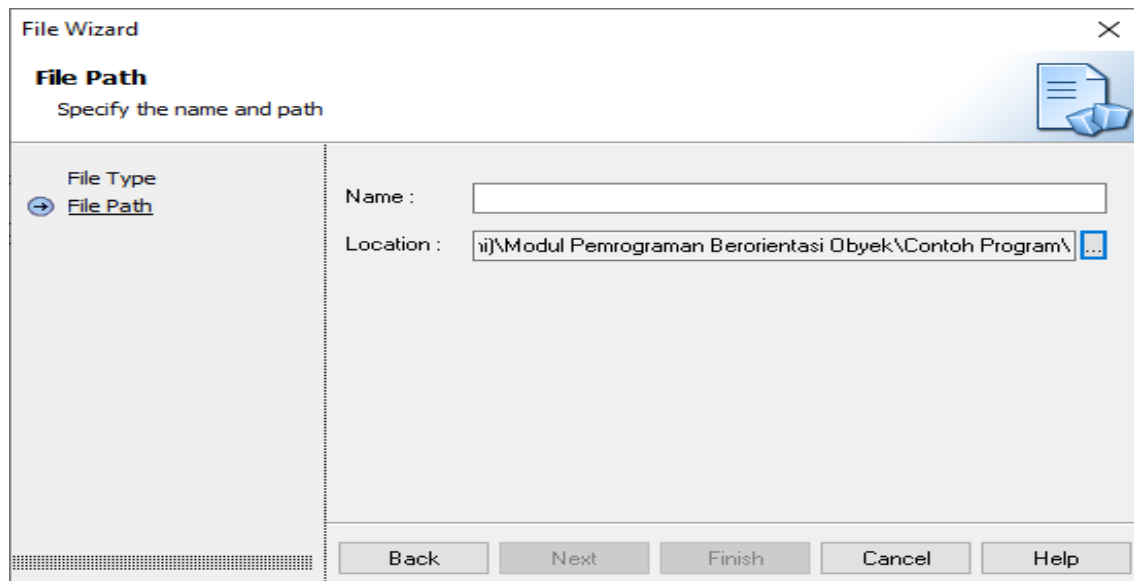 File Wizard
File Path
Specify the name and path
File Type
File Path
Name :
Location :
\Modul Pemrograman Berorientasi Obyek\Contoh Program\
...
Back
Next
Finish
Cancel
Help